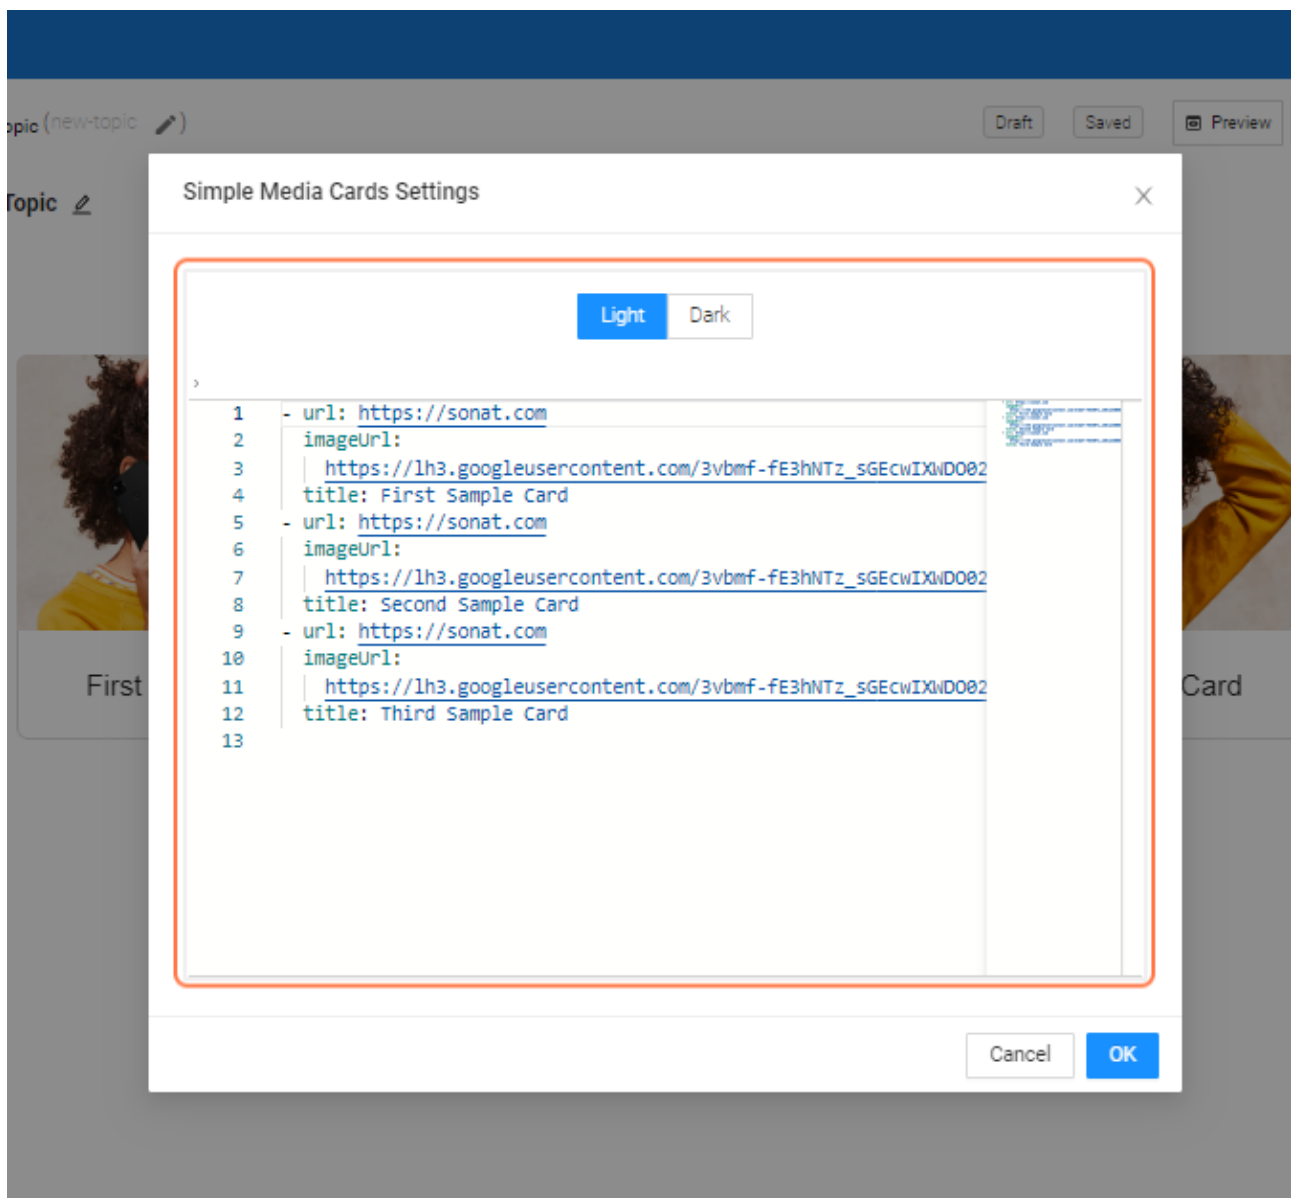 (new-topic )
Draft
Saved
Preview
Topic
Simple Media Cards Settings
Light
Dark
1 - url: https://sonat.com
2 imageUrl:
3 https://lh3.googleusercontent.com/3vbmf-fE3hNTz_sGEcwIXWDO02
4 title: First Sample Card
5 - url: https://sonat.com
6 imageUrl:
7 https://lh3.googleusercontent.com/3vbmf-fE3hNTz_sGEcwIXWDO02
8 title: Second Sample Card
9 - url: https://sonat.com
10 imageUrl:
11 https://lh3.googleusercontent.com/3vbmf-fE3hNTz_sGEcwIXWDO02
12 title: Third Sample Card
13
First
Card
Cancel
OK